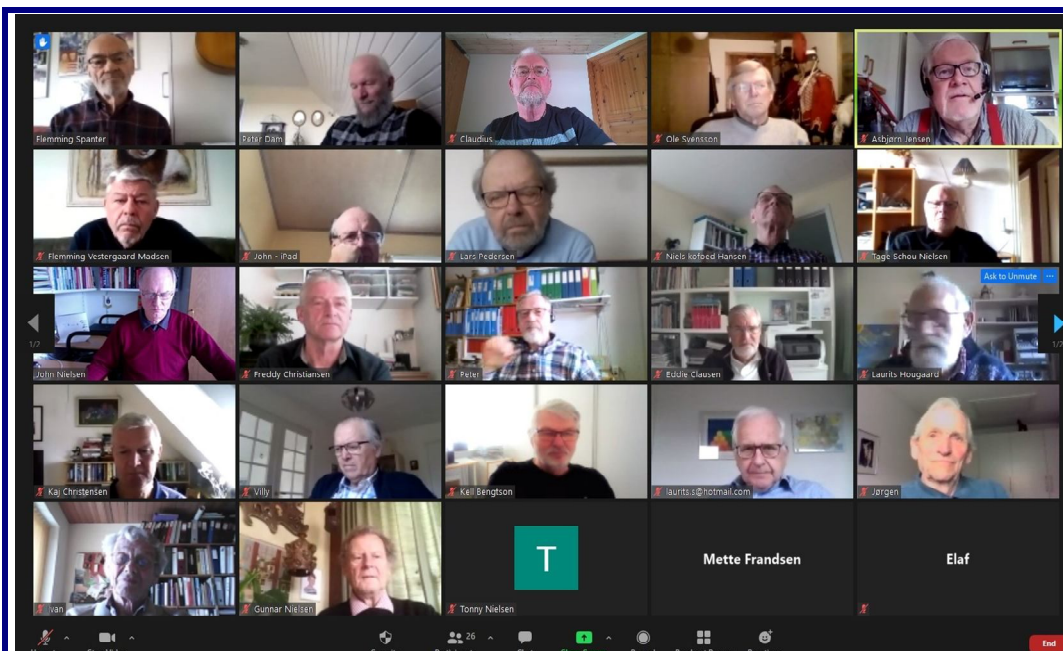 Flemming Spanter
Peter Dam
Claudius
Ole Svensson
Asbjørn Jensen
Flemming Vestergaard Madsen
John - iPad
Lars Pedersen
Niels kofoed Hansen
Tage Schou Nielsen
Ask to Unmute
1/2
John Nielsen
Freddy Christiansen
Peter
Eddie Clausen
Laurits Hougaard
Kaj Christensen
Villy
Kell Bengtson
laurits.s@hotmail.com
Jørgen
Ivan
Gunnar Nielsen
T
Tonny Nielsen
Mette Frandsen
Elaf
26
End